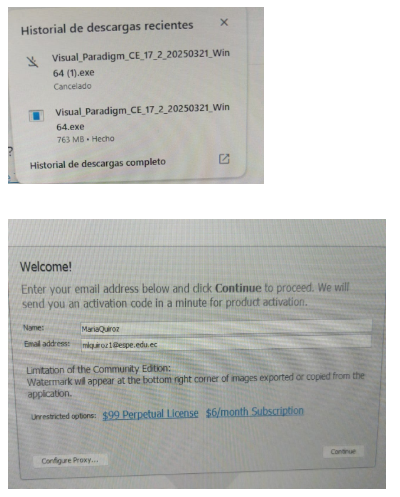 Historial de descargas recientes
Visual_Paradigm_CE_17_2_20250321_Win
64 (1).exe
Cancelado
Visual_Paradigm_CE_17_2_20250321_Win
64.exe
763 MB • Hecho
Historial de descargas completo
?
Welcome!
Enter your email address below and click Continue to proceed. We will
send you an activation code in a minute for product activation.
Name: MariaQuiroz
Email address: mlquiroz1@espe.edu.ec
Limitation of the Community Edition:
Watermark will appear at the bottom right corner of images exported or copied from the
application.
Unrestricted options: $99 Perpetual License $6/month Subscription
Configure Proxy...
Continue